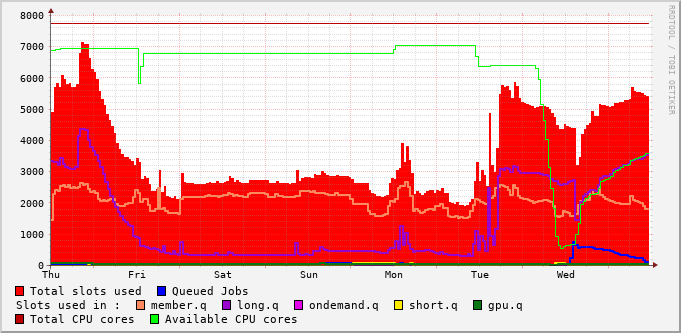 8000
7000
6000
5000
4000
3000
2000
1000
0
Thu Fri Sat Sun Mon Tue Wed
RRDTOOL / TOBI OETIKER
Total slots used Queued Jobs
Slots used in : member.q long.q ondemand.q short.q gpu.q
Total CPU cores Available CPU cores